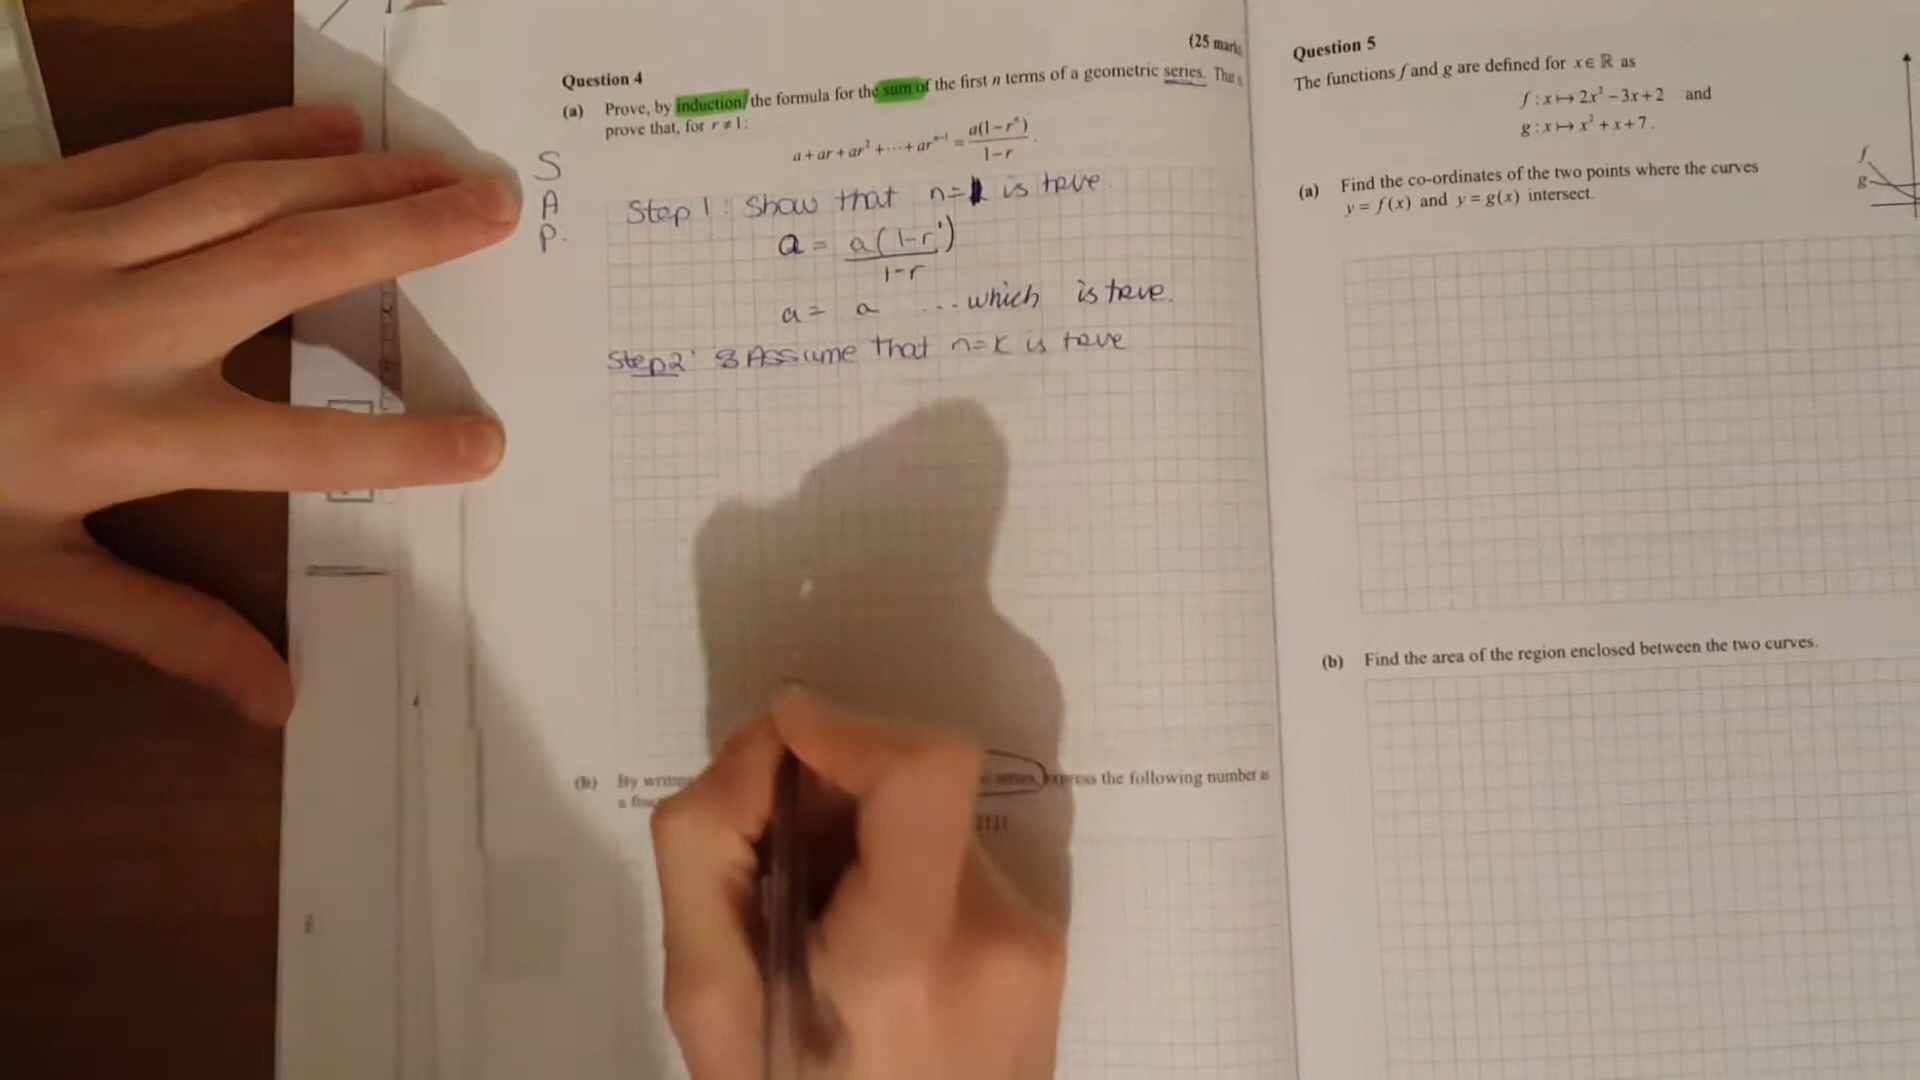 (25 mark
Question 4
(a) Prove, by induction, the formula for the sum of the first n terms of a geometric series. That
prove that, for r ≠ 1:
a + ar + ar² + ⋯ + arⁿ⁻¹ = a(1−rⁿ) / 1−r .
S
A
P.
Step 1: Show that n=1 is true.
a = a(1-r¹) / 1-r
a = a ... which is true.
Step 2: Assume that n=k is true
(b) By
express the following number
a
Question 5
The functions f and g are defined for x ∈ ℝ as
f : x ↦ 2x² − 3x + 2 and
g : x ↦ x² + x + 7.
(a) Find the co-ordinates of the two points where the curves
y = f(x) and y = g(x) intersect.
f
g
(b) Find the area of the region enclosed between the two curves.